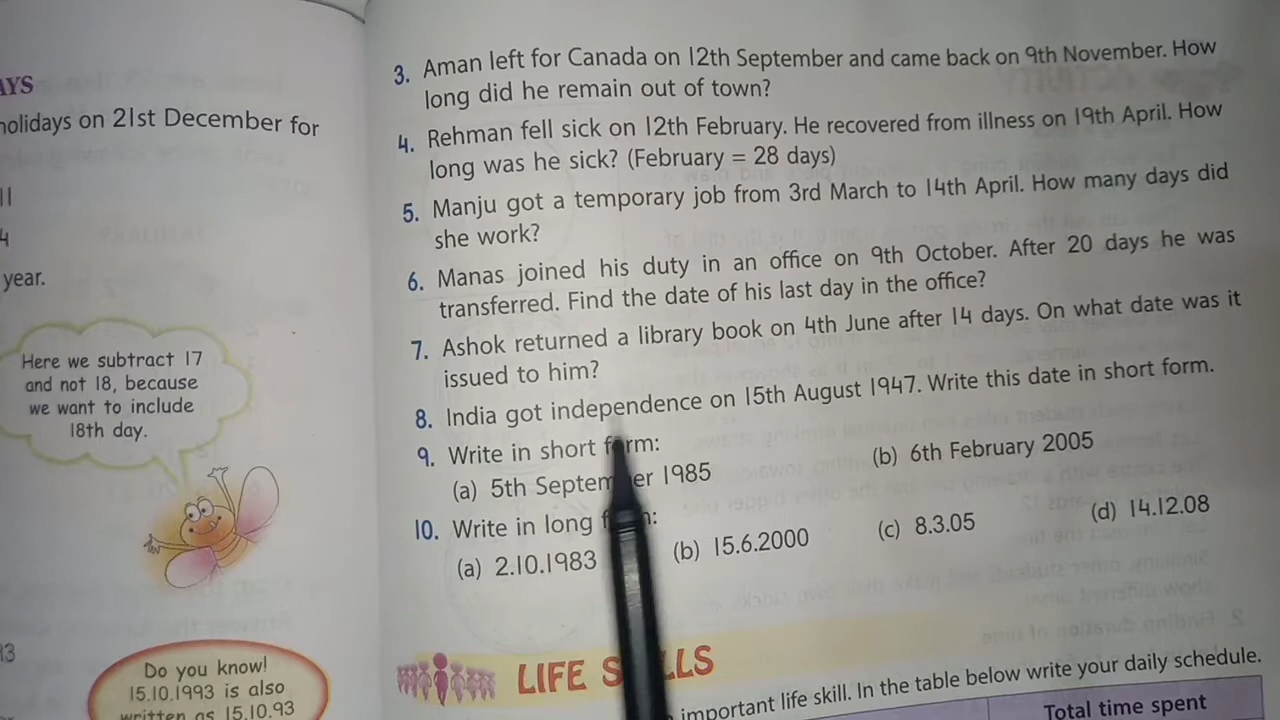 AYS
holidays on 21st December for
11
4
year.
Here we subtract 17
and not 18, because
we want to include
18th day.
13
Do you know!
15.10.1993 is also
written as 15.10.93
3. Aman left for Canada on 12th September and came back on 9th November. How
long did he remain out of town?
4. Rehman fell sick on 12th February. He recovered from illness on 19th April. How
long was he sick? (February = 28 days)
5. Manju got a temporary job from 3rd March to 14th April. How many days did
she work?
6. Manas joined his duty in an office on 9th October. After 20 days he was
transferred. Find the date of his last day in the office?
7. Ashok returned a library book on 4th June after 14 days. On what date was it
issued to him?
8. India got independence on 15th August 1947. Write this date in short form.
9. Write in short form:
(a) 5th September 1985 (b) 6th February 2005
10. Write in long form:
(a) 2.10.1983 (b) 15.6.2000 (c) 8.3.05 (d) 14.12.08
LIFE SKILLS
important life skill. In the table below write your daily schedule.
Total time spent